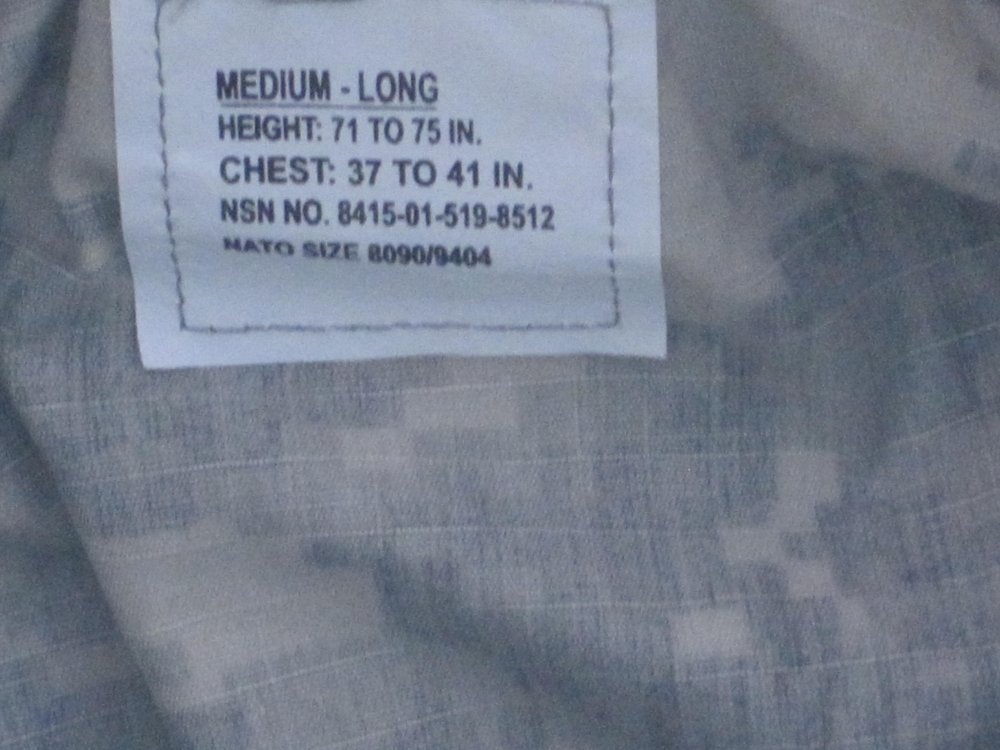 MEDIUM - LONG
HEIGHT: 71 TO 75 IN.
CHEST: 37 TO 41 IN.
NSN NO. 8415-01-519-8512
NATO SIZE 8090/9404